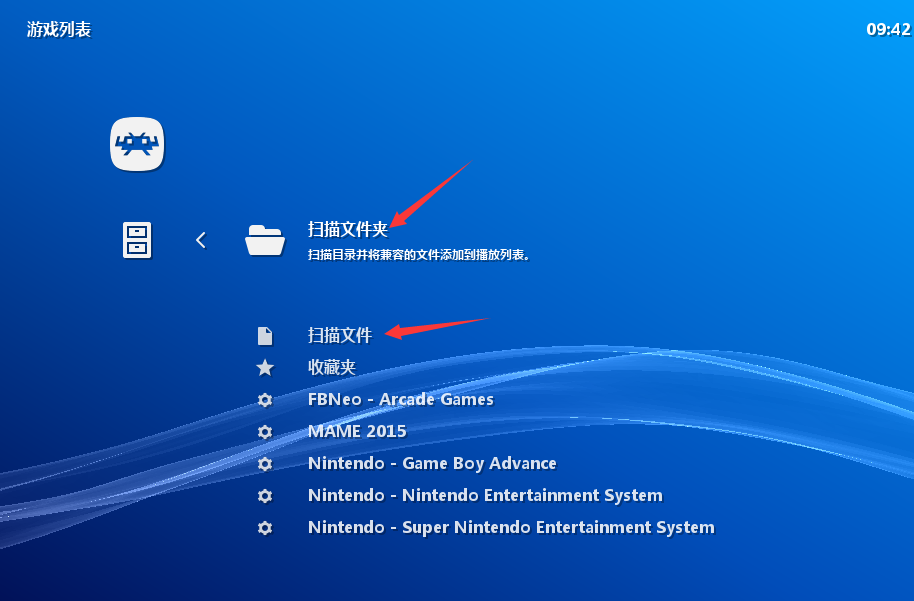 游戏列表
09:42
扫描文件夹
扫描目录并将兼容的文件添加到播放列表。
扫描文件
收藏夹
FBNeo - Arcade Games
MAME 2015
Nintendo - Game Boy Advance
Nintendo - Nintendo Entertainment System
Nintendo - Super Nintendo Entertainment System